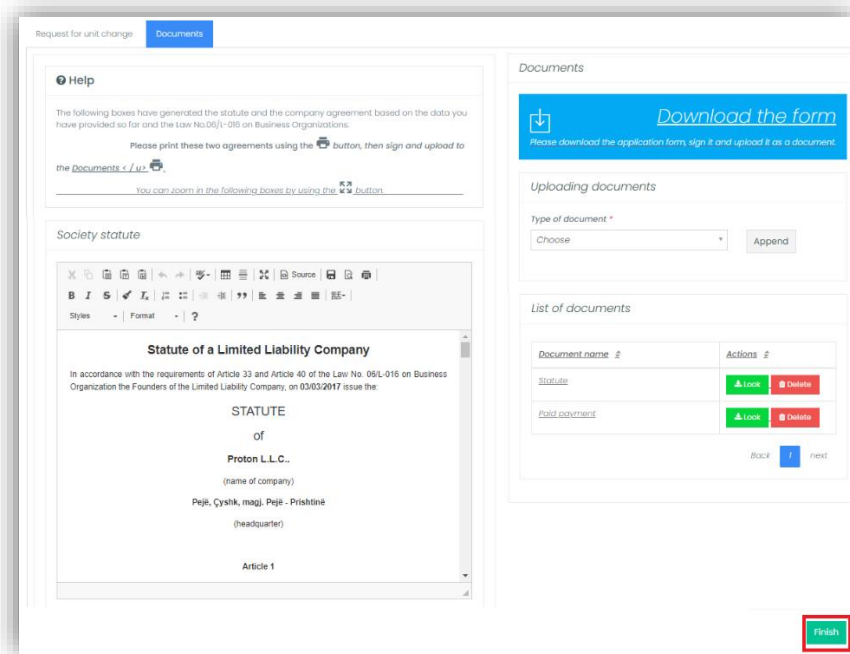 Request for unit change
Documents
Help
The following boxes have generated the statute and the company agreement based on the data you
have provided so far and the Law No.06/L-016 on Business Organizations.
Please print these two agreements using the button, then sign and upload to
the Documents < / u> .
You can zoom in the following boxes by using the button.
Society statute
Source
B I S Tx
Styles Format ?
Statute of a Limited Liability Company
In accordance with the requirements of Article 33 and Article 40 of the Law No. 06/L-016 on Business
Organization the Founders of the Limited Liability Company, on 03/03/2017 issue the:
STATUTE
of
Proton L.L.C..
(name of company)
Pejë, Çyshk, magj. Pejë - Prishtinë
(headquarter)
Article 1
Documents
Download the form
Please download the application form, sign it and upload it as a document.
Uploading documents
Type of document *
Choose
Append
List of documents
Document name Actions
Statute Look Delete
Paid payment Look Delete
Back 1 next
Finish